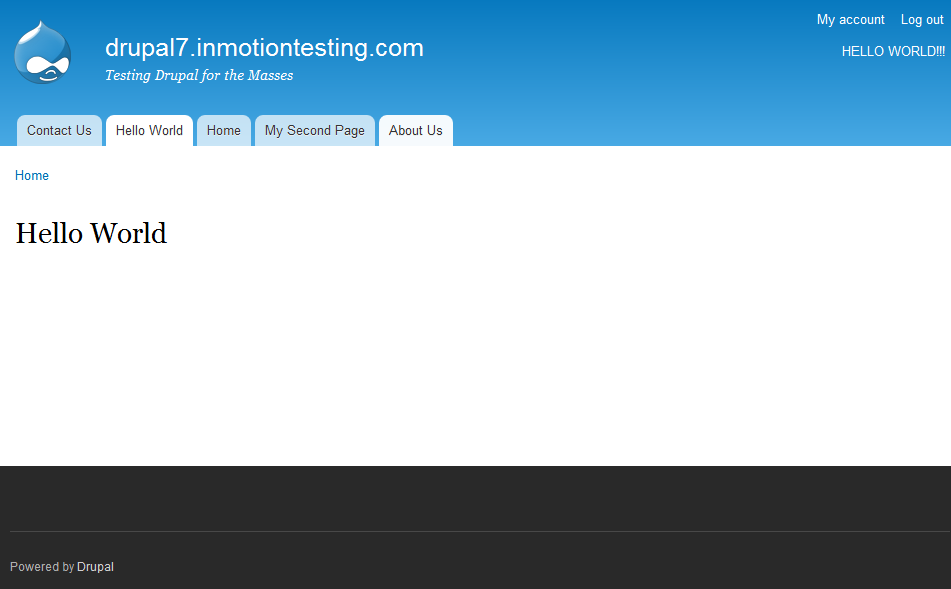 My account Log out
drupal7.inmotiontesting.com
HELLO WORLD!!!
Testing Drupal for the Masses
Contact Us Hello World Home My Second Page About Us
Home
Hello World
Powered by Drupal